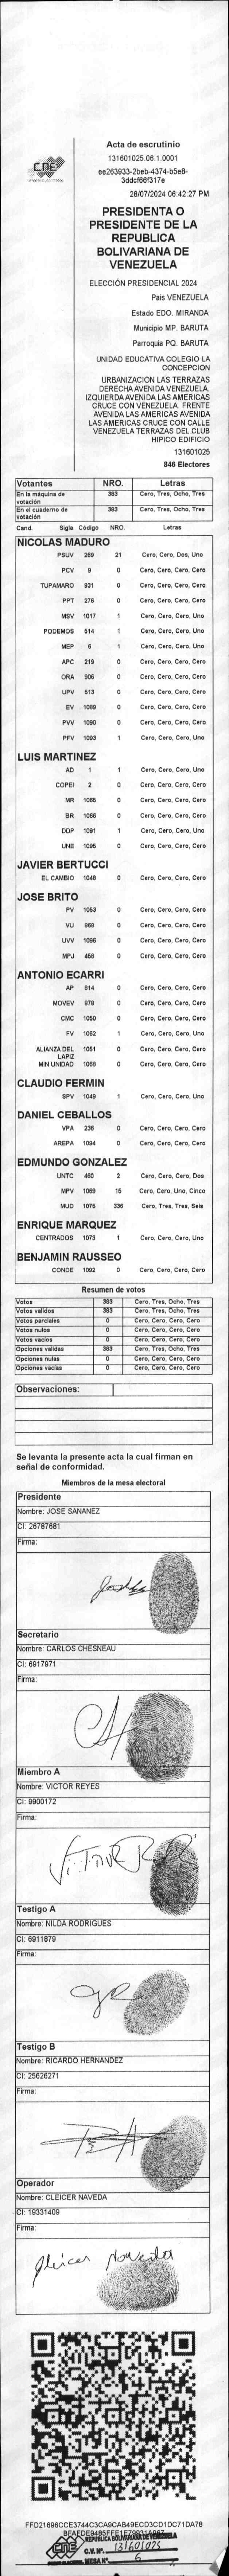 CNE
Acta de escrutinio
131601025.06.1.0001
ee263933-2beb-4374-b5e8-
3ddcf66f317e
28/07/2024 06:42:27 PM
PRESIDENTA O
PRESIDENTE DE LA
REPUBLICA
BOLIVARIANA DE
VENEZUELA
ELECCIÓN PRESIDENCIAL 2024
Pais VENEZUELA
Estado EDO. MIRANDA
Municipio MP. BARUTA
Parroquia PQ. BARUTA
UNIDAD EDUCATIVA COLEGIO LA
CONCEPCION
URBANIZACION LAS TERRAZAS
DERECHA AVENIDA VENEZUELA.
IZQUIERDA AVENIDA LAS AMERICAS
CRUCE CON VENEZUELA. FRENTE
AVENIDA LAS AMERICAS AVENIDA
LAS AMERICAS CRUCE CON CALLE
VENEZUELA TERRAZAS DEL CLUB
HIPICO EDIFICIO
131601025
846 Electores
Votantes NRO. Letras
En la máquina de votación 363 Cero, Tres, Ocho, Tres
En el cuaderno de votación 383 Cero, Tres, Ocho, Tres
Cand. Sigla Código NRO. Letras
NICOLAS MADURO
PSUV 269 21 Cero, Cero, Dos, Uno
PCV 9 0 Cero, Cero, Cero, Cero
TUPAMARO 931 0 Cero, Cero, Cero, Cero
PPT 276 0 Cero, Cero, Cero, Cero
MSV 1017 1 Cero, Cero, Cero, Uno
PODEMOS 514 1 Cero, Cero, Cero, Uno
MEP 6 1 Cero, Cero, Cero, Uno
APC 219 0 Cero, Cero, Cero, Cero
ORA 906 0 Cero, Cero, Cero, Cero
UPV 513 0 Cero, Cero, Cero, Cero
EV 1089 0 Cero, Cero, Cero, Cero
PVV 1090 0 Cero, Cero, Cero, Cero
PFV 1093 1 Cero, Cero, Cero, Uno
LUIS MARTINEZ
AD 1 1 Cero, Cero, Cero, Uno
COPEI 2 0 Cero, Cero, Cero, Cero
MR 1065 0 Cero, Cero, Cero, Cero
BR 1066 0 Cero, Cero, Cero, Cero
DDP 1091 1 Cero, Cero, Cero, Uno
UNE 1095 0 Cero, Cero, Cero, Cero
JAVIER BERTUCCI
EL CAMBIO 1048 0 Cero, Cero, Cero, Cero
JOSE BRITO
PV 1053 0 Cero, Cero, Cero, Cero
VU 868 0 Cero, Cero, Cero, Cero
UVV 1096 0 Cero, Cero, Cero, Cero
MPJ 458 0 Cero, Cero, Cero, Cero
ANTONIO ECARRI
AP 814 0 Cero, Cero, Cero, Cero
MOVEV 978 0 Cero, Cero, Cero, Cero
CMC 1050 0 Cero, Cero, Cero, Cero
FV 1062 1 Cero, Cero, Cero, Uno
ALIANZA DEL LAPIZ 1051 0 Cero, Cero, Cero, Cero
MIN UNIDAD 1068 0 Cero, Cero, Cero, Cero
CLAUDIO FERMIN
SPV 1049 1 Cero, Cero, Cero, Uno
DANIEL CEBALLOS
VPA 236 0 Cero, Cero, Cero, Cero
AREPA 1094 0 Cero, Cero, Cero, Cero
EDMUNDO GONZALEZ
UNTC 460 2 Cero, Cero, Cero, Dos
MPV 1069 15 Cero, Cero, Uno, Cinco
MUD 1075 336 Cero, Tres, Tres, Seis
ENRIQUE MARQUEZ
CENTRADOS 1073 1 Cero, Cero, Cero, Uno
BENJAMIN RAUSSEO
CONDE 1092 0 Cero, Cero, Cero, Cero
Resumen de votos
Votos 383 Cero, Tres, Ocho, Tres
Votos validos 383 Cero, Tres, Ocho, Tres
Votos parciales 0 Cero, Cero, Cero, Cero
Votos nulos 0 Cero, Cero, Cero, Cero
Votos vacios 0 Cero, Cero, Cero, Cero
Opciones validas 383 Cero, Tres, Ocho, Tres
Opciones nulas 0 Cero, Cero, Cero, Cero
Opciones vacías 0 Cero, Cero, Cero, Cero
Observaciones:
Se levanta la presente acta la cual firman en
señal de conformidad.
Miembros de la mesa electoral
Presidente
Nombre: JOSE SANANEZ
CI: 26787681
Firma:
Secretario
Nombre: CARLOS CHESNEAU
CI: 6917971
Firma:
Miembro A
Nombre: VICTOR REYES
CI: 9900172
Firma:
Testigo A
Nombre: NILDA RODRIGUES
CI: 6911879
Firma:
Testigo B
Nombre: RICARDO HERNANDEZ
CI: 25626271
Firma:
Operador
Nombre: CLEICER NAVEDA
CI: 19331409
Firma:
Cleicer Naveda
FFD21696CCE3744C3CA9CAB49ECD3CD1DC71DA78
CNE
REPUBLICA BOLIVARIANA DE VENEZUELA
C.V. Nº. 131601025
MESA Nº 6